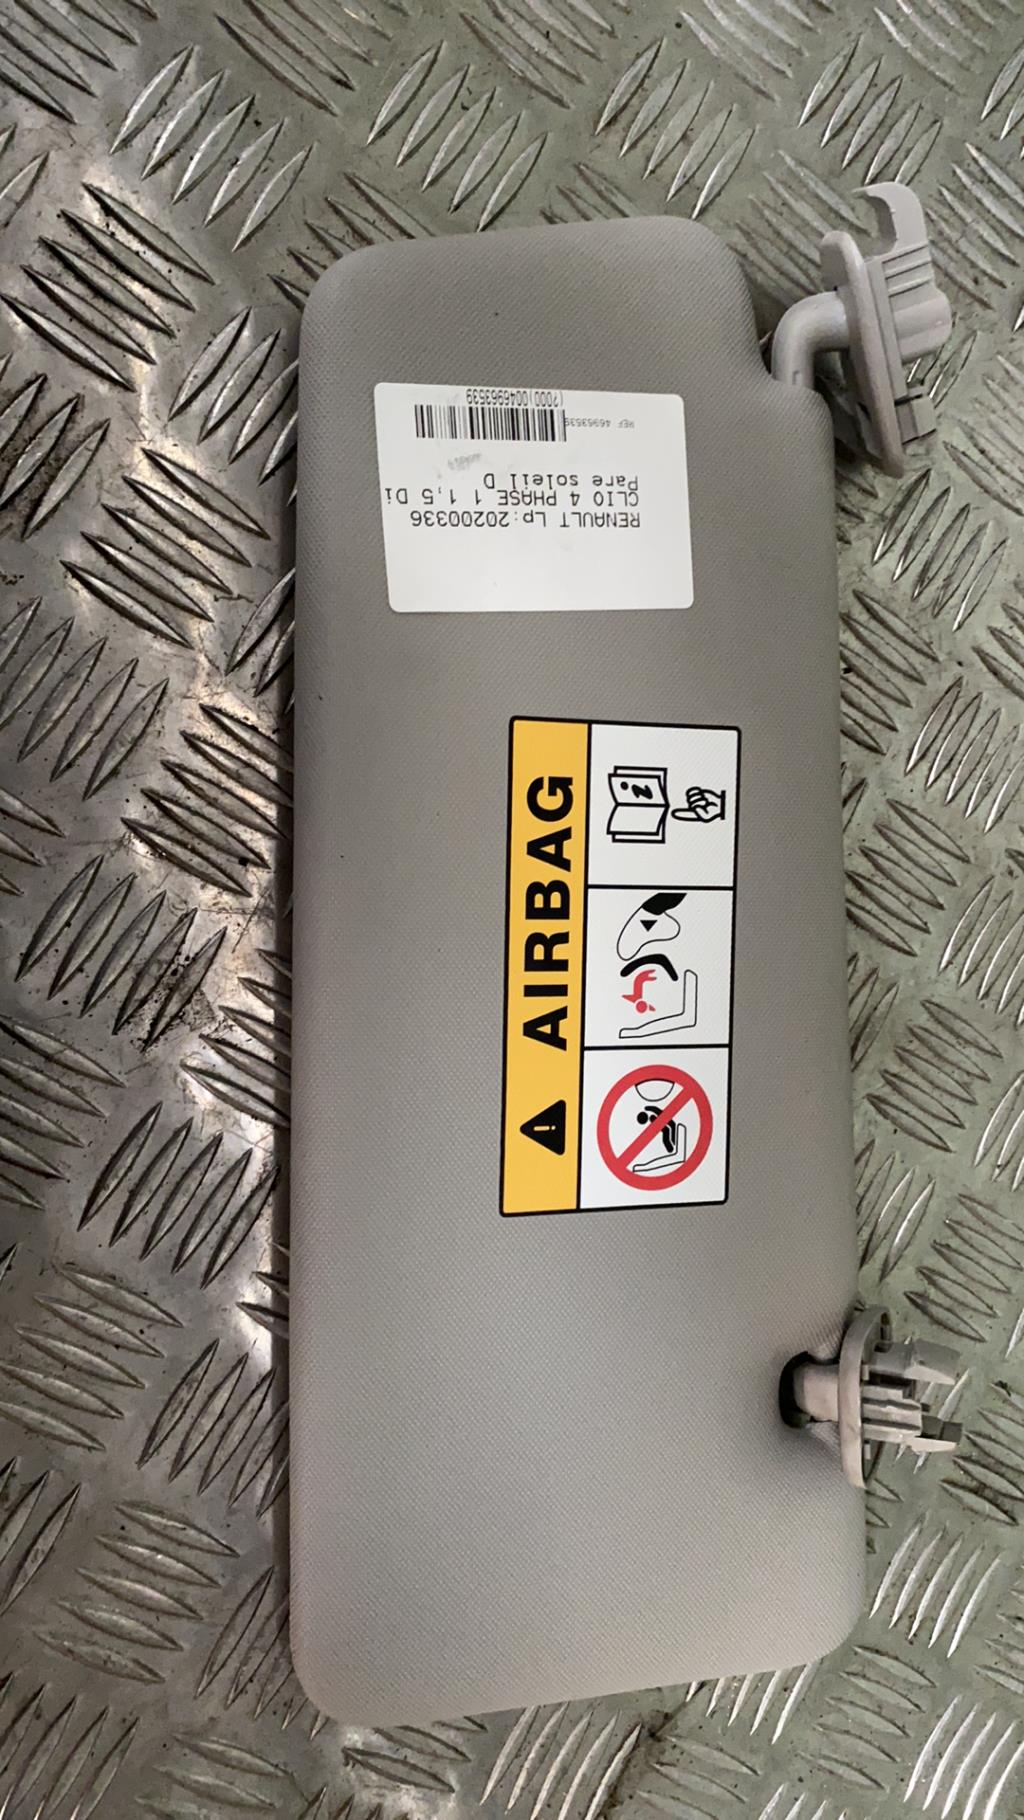 RENAULT Lp:20200336
CLIO 4 PHASE 1 1,5 Di
Pare soleil D
REF 46963539
(7000)0046963539
AIRBAG